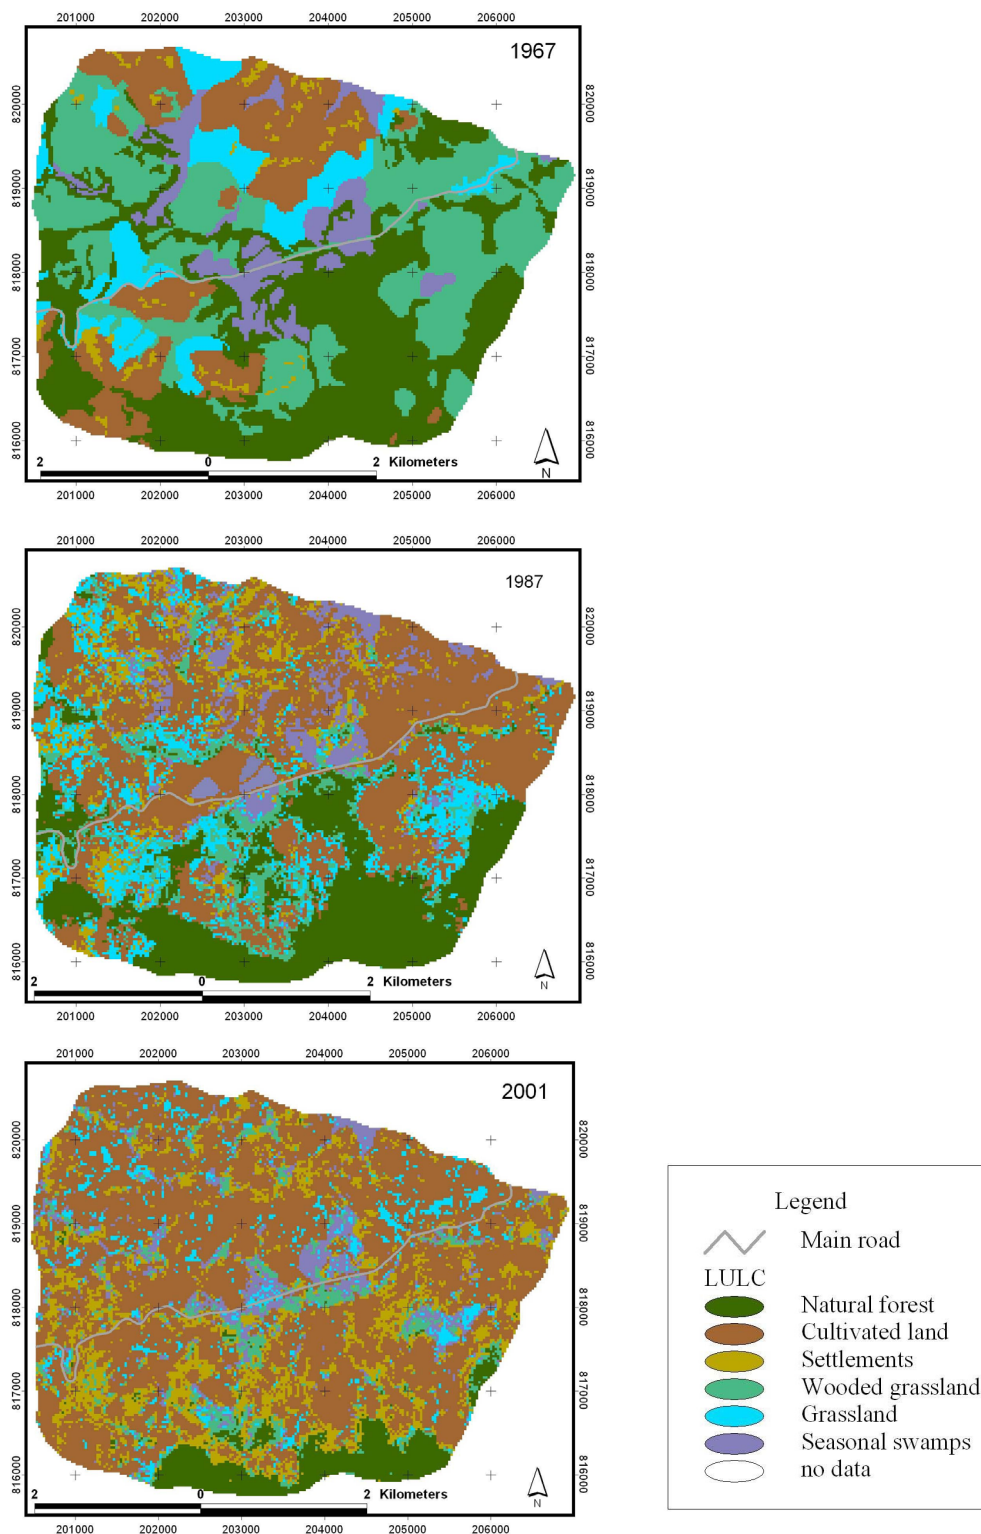 201000 202000 203000 204000 205000 206000
1967
820000 820000
819000 819000
818000 818000
817000 817000
816000 816000
N
2 0 2 Kilometers
201000 202000 203000 204000 205000 206000
201000 202000 203000 204000 205000 206000
1987
820000 820000
819000 819000
818000 818000
817000 817000
816000 816000
N
2 0 2 Kilometers
201000 202000 203000 204000 205000 206000
201000 202000 203000 204000 205000 206000
2001
820000 820000
819000 819000
818000 818000
817000 817000
816000 816000
N
2 0 2 Kilometers
201000 202000 203000 204000 205000 206000
Legend
Main road
LULC
Natural forest
Cultivated land
Settlements
Wooded grassland
Grassland
Seasonal swamps
no data